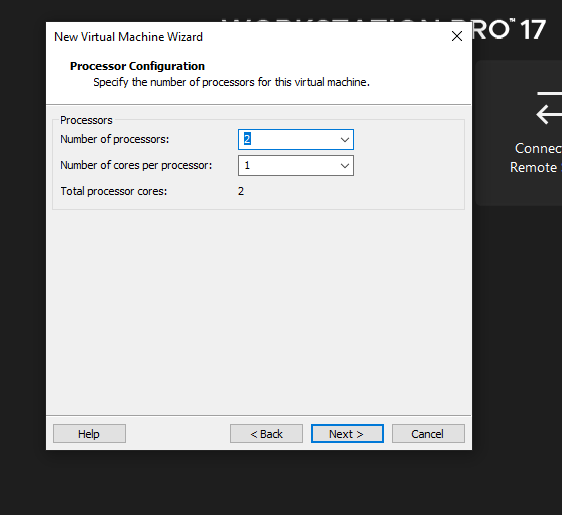 WORKSTATION PRO™ 17
New Virtual Machine Wizard
Processor Configuration
Specify the number of processors for this virtual machine.
Processors
Number of processors: 2
Number of cores per processor: 1
Total processor cores: 2
Connec
Remote
Help < Back Next > Cancel